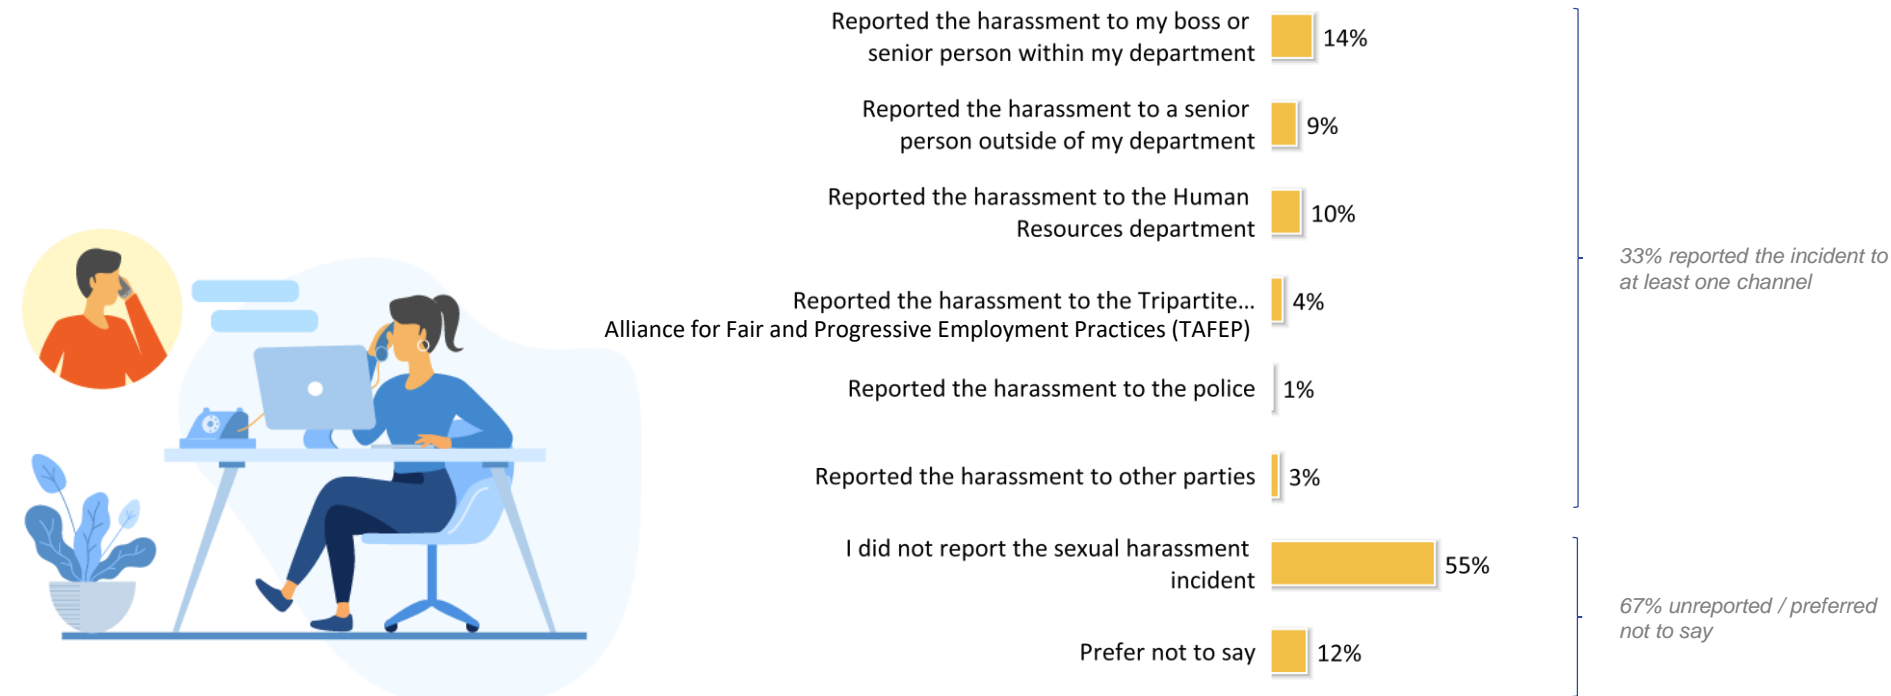 Reported the harassment to my boss or
senior person within my department
14%
Reported the harassment to a senior
person outside of my department
9%
Reported the harassment to the Human
Resources department
10%
Reported the harassment to the Tripartite...
Alliance for Fair and Progressive Employment Practices (TAFEP)
4%
Reported the harassment to the police
1%
Reported the harassment to other parties
3%
33% reported the incident to
at least one channel
I did not report the sexual harassment
incident
55%
Prefer not to say
12%
67% unreported / preferred
not to say